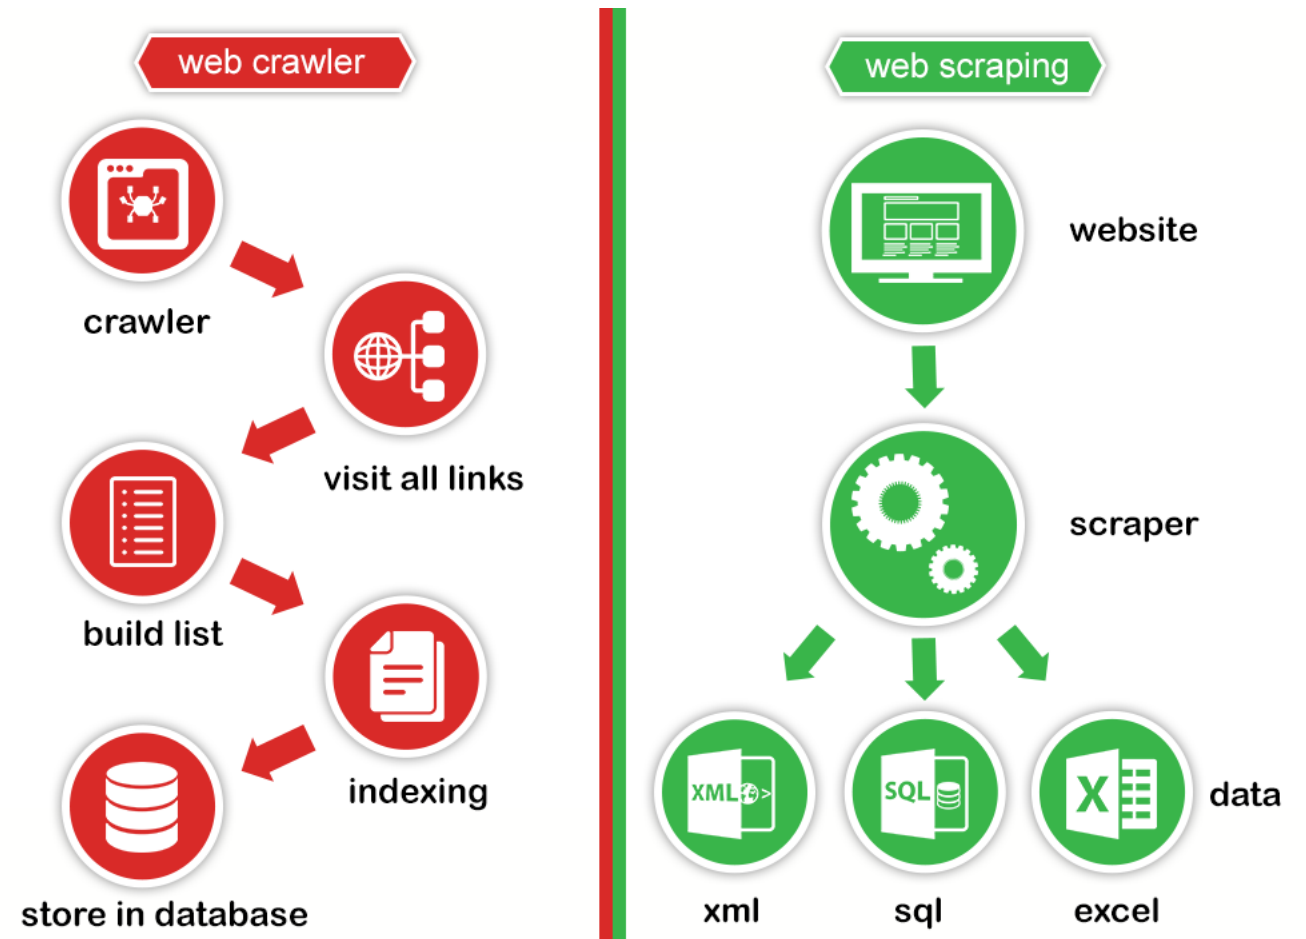 web crawler
crawler
visit all links
build list
indexing
store in database
web scraping
website
scraper
XML
SQL
X
data
xml
sql
excel